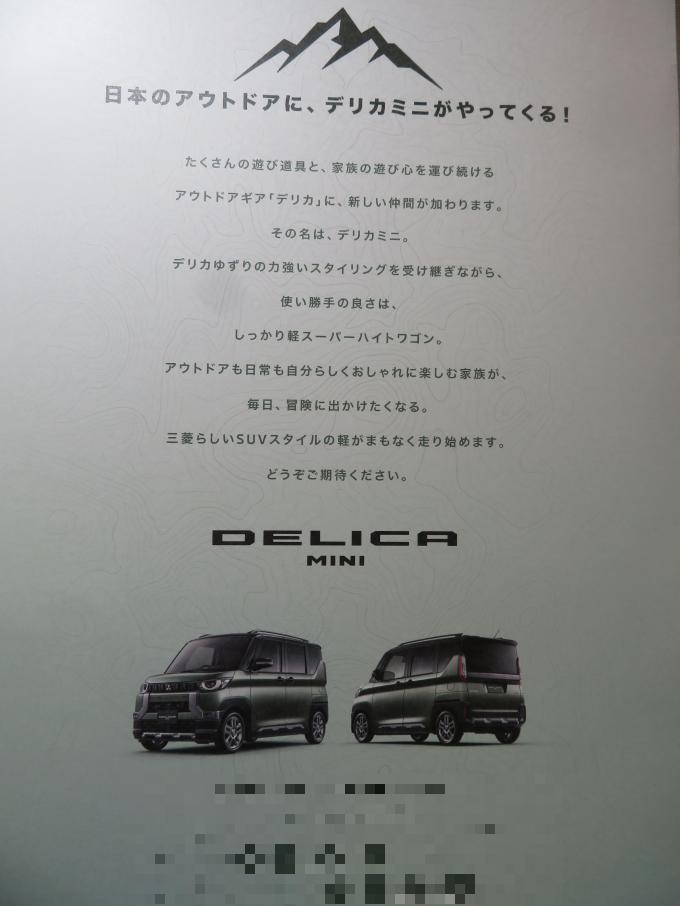 日本のアウトドアに、デリカミニがやってくる！
たくさんの遊び道具と、家族の遊び心を運び続ける
アウトドアギア「デリカ」に、新しい仲間が加わります。
その名は、デリカミニ。
デリカゆずりの力強いスタイリングを受け継ぎながら、
使い勝手の良さは、
しっかり軽スーパーハイトワゴン。
アウトドアも日常も自分らしくおしゃれに楽しむ家族が、
毎日、冒険に出かけたくなる。
三菱らしいSUVスタイルの軽がまもなく走り始めます。
どうぞご期待ください。
DELICA
MINI